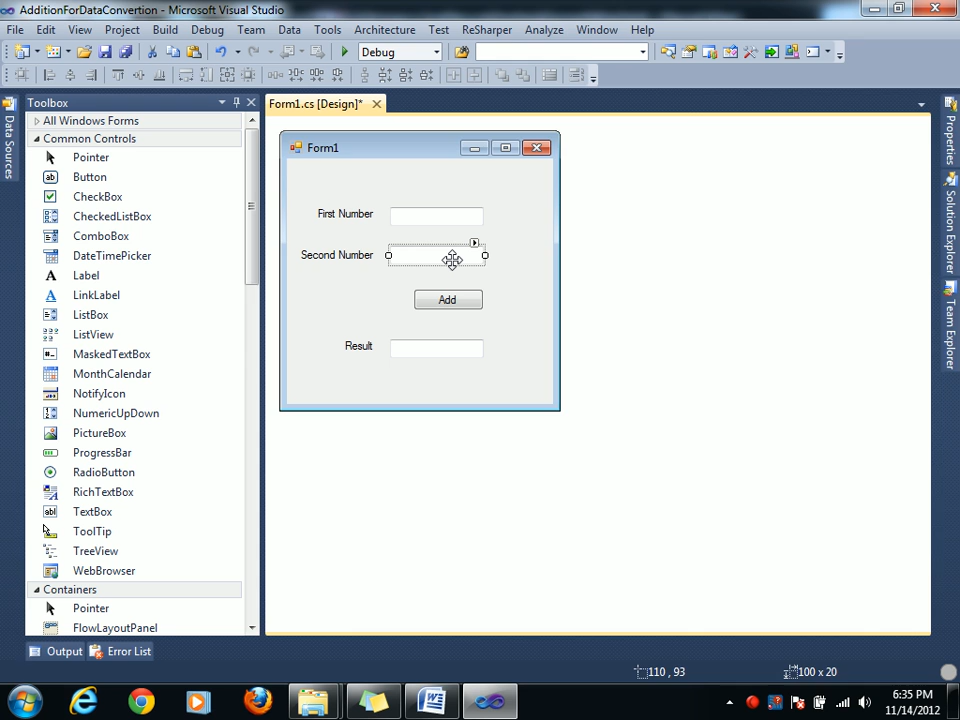 AdditionForDataConvertion - Microsoft Visual Studio
File Edit View Project Build Debug Team Data Tools Architecture Test ReSharper Analyze Window Help
Debug
Data Sources
Toolbox
All Windows Forms
Common Controls
Pointer
ab Button
CheckBox
CheckedListBox
ComboBox
DateTimePicker
A Label
A LinkLabel
ListBox
ListView
MaskedTextBox
MonthCalendar
NotifyIcon
NumericUpDown
PictureBox
ProgressBar
RadioButton
RichTextBox
abl TextBox
ToolTip
TreeView
WebBrowser
Containers
Pointer
FlowLayoutPanel
Form1.cs [Design]*
Form1
First Number
Second Number
Add
Result
Properties
Solution Explorer
Team Explorer
Output Error List
110 , 93 100 x 20
6:35 PM
11/14/2012